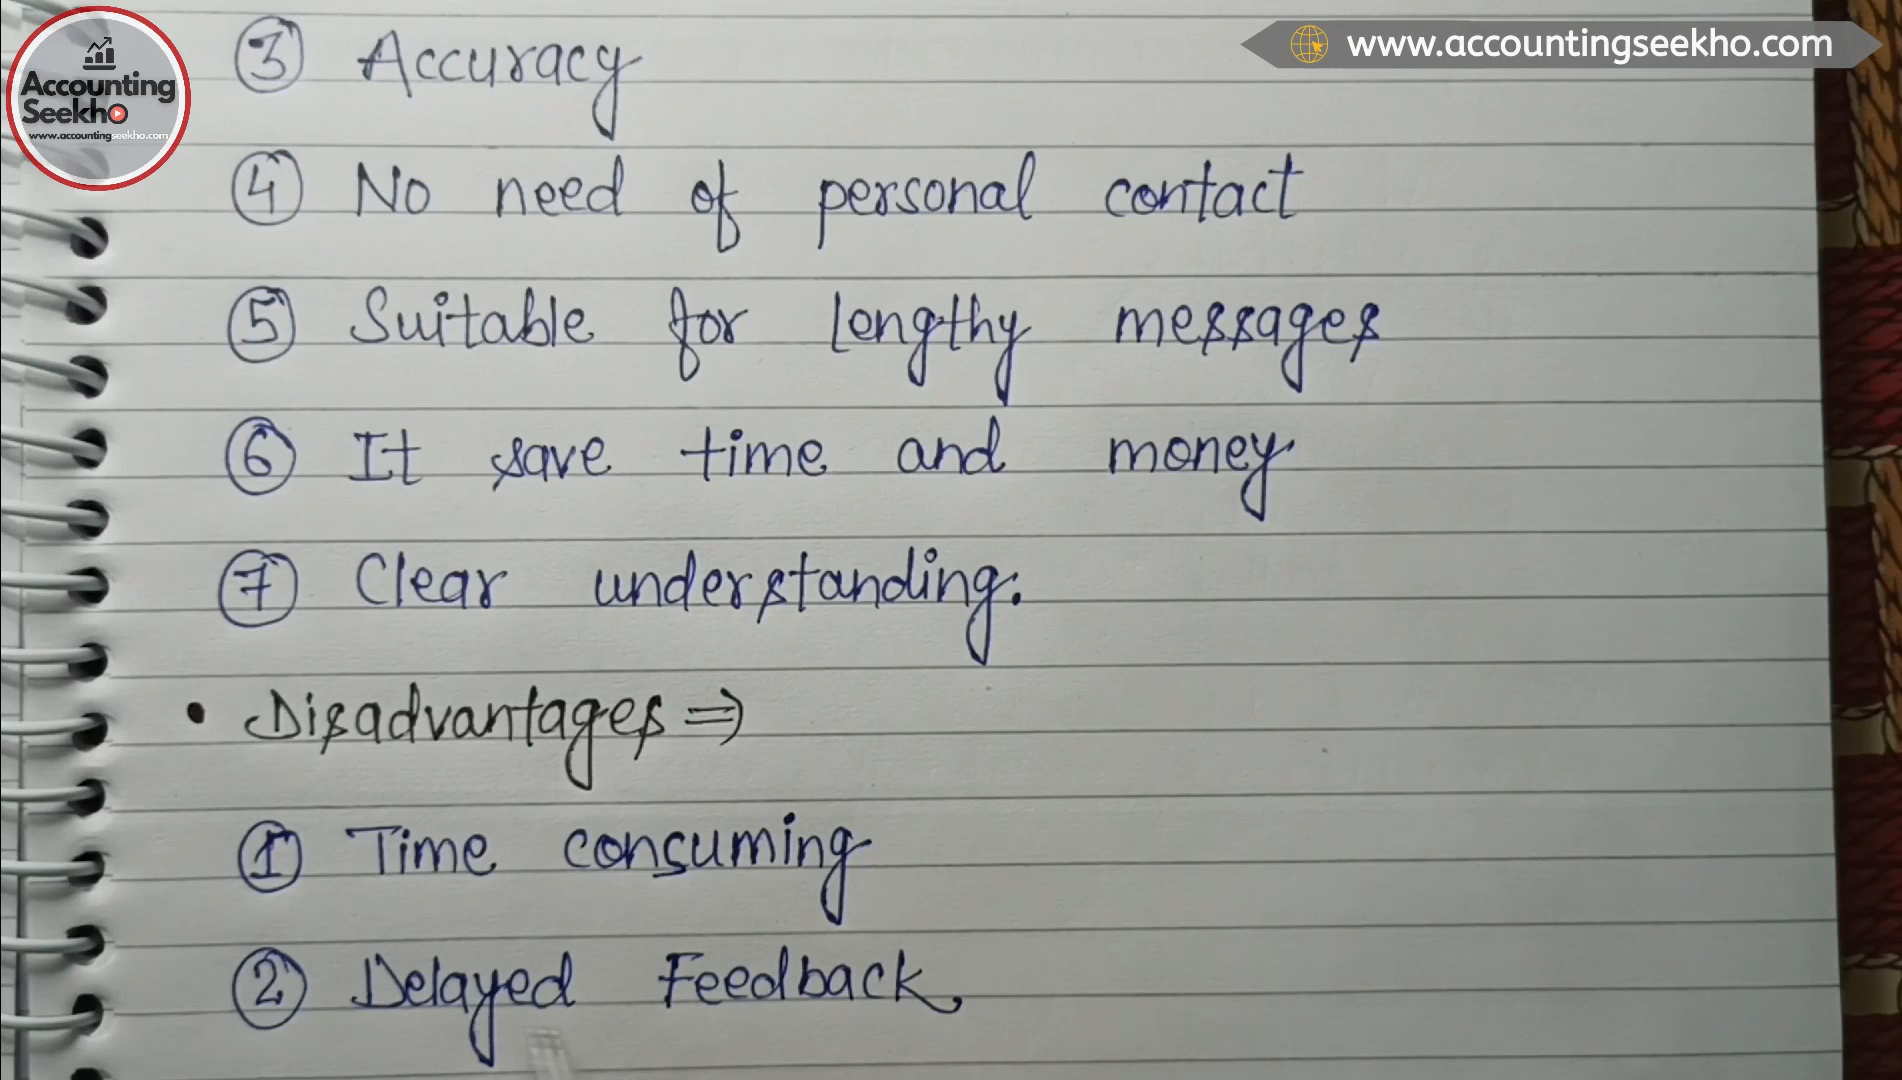 Accounting
Seekho
www.accountingseekho.com
www.accountingseekho.com
③ Accuracy
④ No need of personal contact
⑤ Suitable for lengthy messages
⑥ It save time and money
⑦ Clear understanding.
• Disadvantages ⇒
① Time consuming
② Delayed Feedback